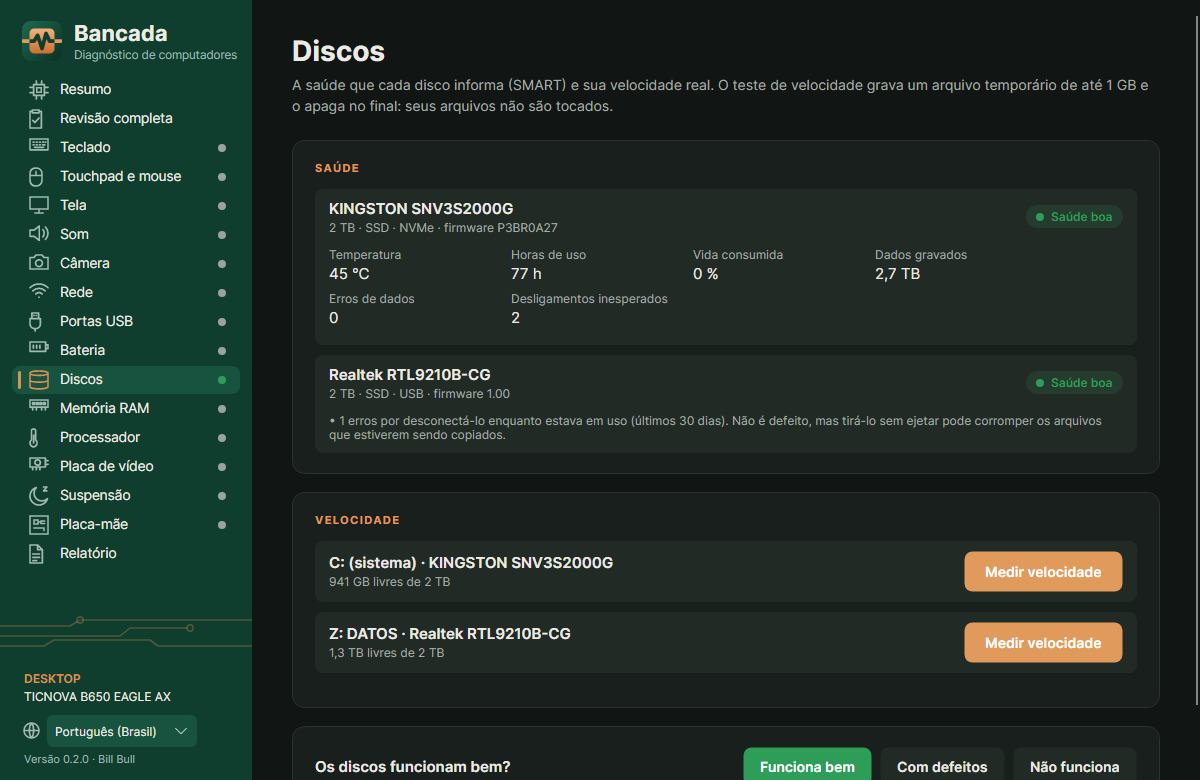 Bancada
Diagnóstico de computadores
Resumo
Revisão completa
Teclado
Touchpad e mouse
Tela
Som
Câmera
Rede
Portas USB
Bateria
Discos
Memória RAM
Processador
Placa de vídeo
Suspensão
Placa-mãe
Relatório
DESKTOP
TICNOVA B650 EAGLE AX
Português (Brasil)
Versão 0.2.0 · Bill Bull
Discos
A saúde que cada disco informa (SMART) e sua velocidade real. O teste de velocidade grava um arquivo temporário de até 1 GB e
o apaga no final: seus arquivos não são tocados.
SAÚDE
KINGSTON SNV3S2000G
2 TB · SSD · NVMe · firmware P3BR0A27
Saúde boa
Temperatura Horas de uso Vida consumida Dados gravados
45 °C 77 h 0 % 2,7 TB
Erros de dados Desligamentos inesperados
0 2
Realtek RTL9210B-CG
2 TB · SSD · USB · firmware 1.00
Saúde boa
• 1 erros por desconectá-lo enquanto estava em uso (últimos 30 dias). Não é defeito, mas tirá-lo sem ejetar pode corromper os arquivos
que estiverem sendo copiados.
VELOCIDADE
C: (sistema) · KINGSTON SNV3S2000G
941 GB livres de 2 TB
Medir velocidade
Z: DATOS · Realtek RTL9210B-CG
1,3 TB livres de 2 TB
Medir velocidade
Os discos funcionam bem? Funciona bem Com defeitos Não funciona